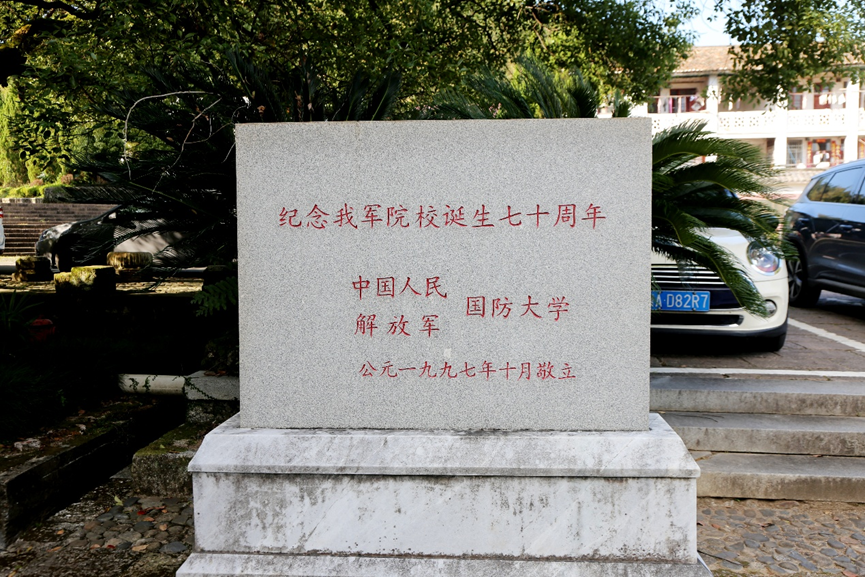 纪念我军院校诞生七十周年
中国人民
解放军
国防大学
公元一九九七年十月敬立
A D82R7